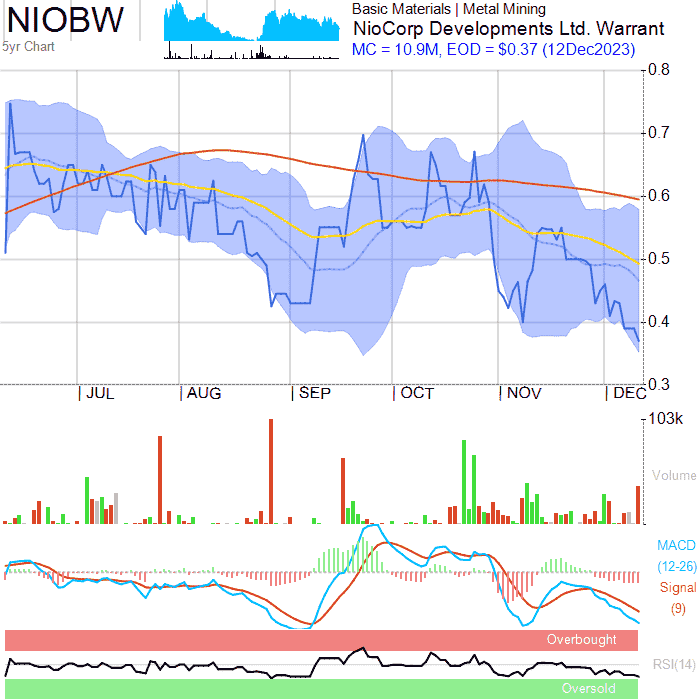 NIOBW
5yr Chart
Basic Materials | Metal Mining
NioCorp Developments Ltd. Warrant
MC = 10.9M, EOD = $0.37 (12Dec2023)
0.8
0.7
0.6
0.5
0.4
0.3
JUL AUG SEP OCT NOV DEC
103k
Volume
MACD
(12-26)
Signal
(9)
Overbought
RSI(14)
Oversold